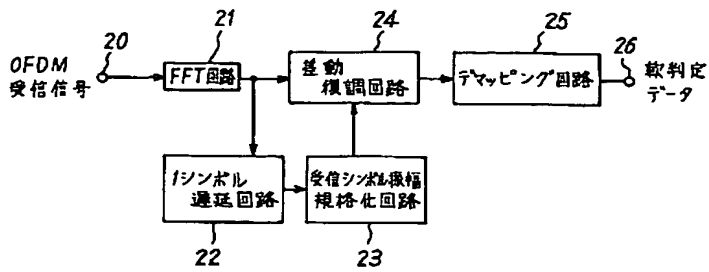 20
OFDM
受信信号
21
FFT回路
24
差動
復調回路
25
デマッピング回路
26
軟判定
データ
1シンボル
遅延回路
22
受信シンボル振幅
規格化回路
23